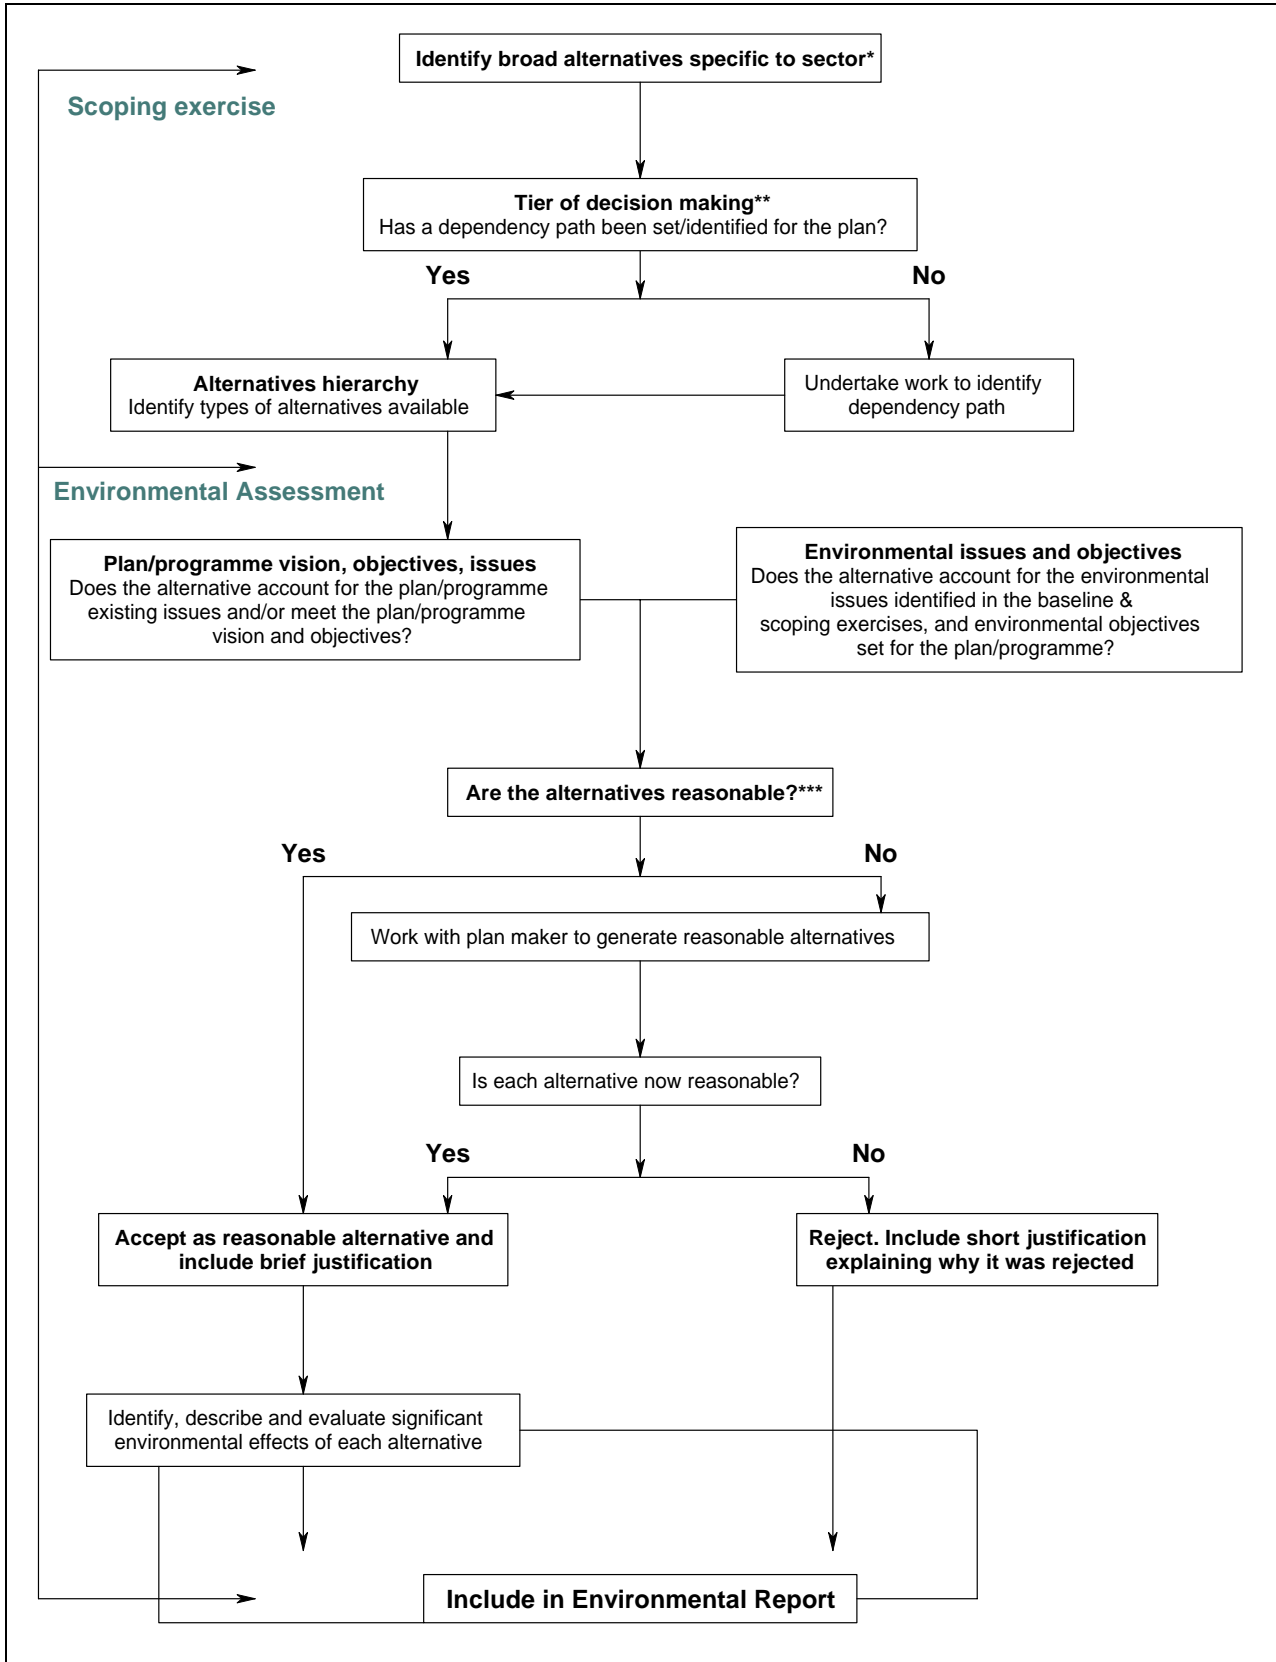 Identify broad alternatives specific to sector*
Scoping exercise
Tier of decision making**
Has a dependency path been set/identified for the plan?
Yes
No
Alternatives hierarchy
Identify types of alternatives available
Undertake work to identify
dependency path
Environmental Assessment
Plan/programme vision, objectives, issues
Does the alternative account for the plan/programme
existing issues and/or meet the plan/programme
vision and objectives?
Environmental issues and objectives
Does the alternative account for the environmental
issues identified in the baseline &
scoping exercises, and environmental objectives
set for the plan/programme?
Are the alternatives reasonable?***
Yes
No
Work with plan maker to generate reasonable alternatives
Is each alternative now reasonable?
Yes
No
Accept as reasonable alternative and
include brief justification
Reject. Include short justification
explaining why it was rejected
Identify, describe and evaluate significant
environmental effects of each alternative
Include in Environmental Report